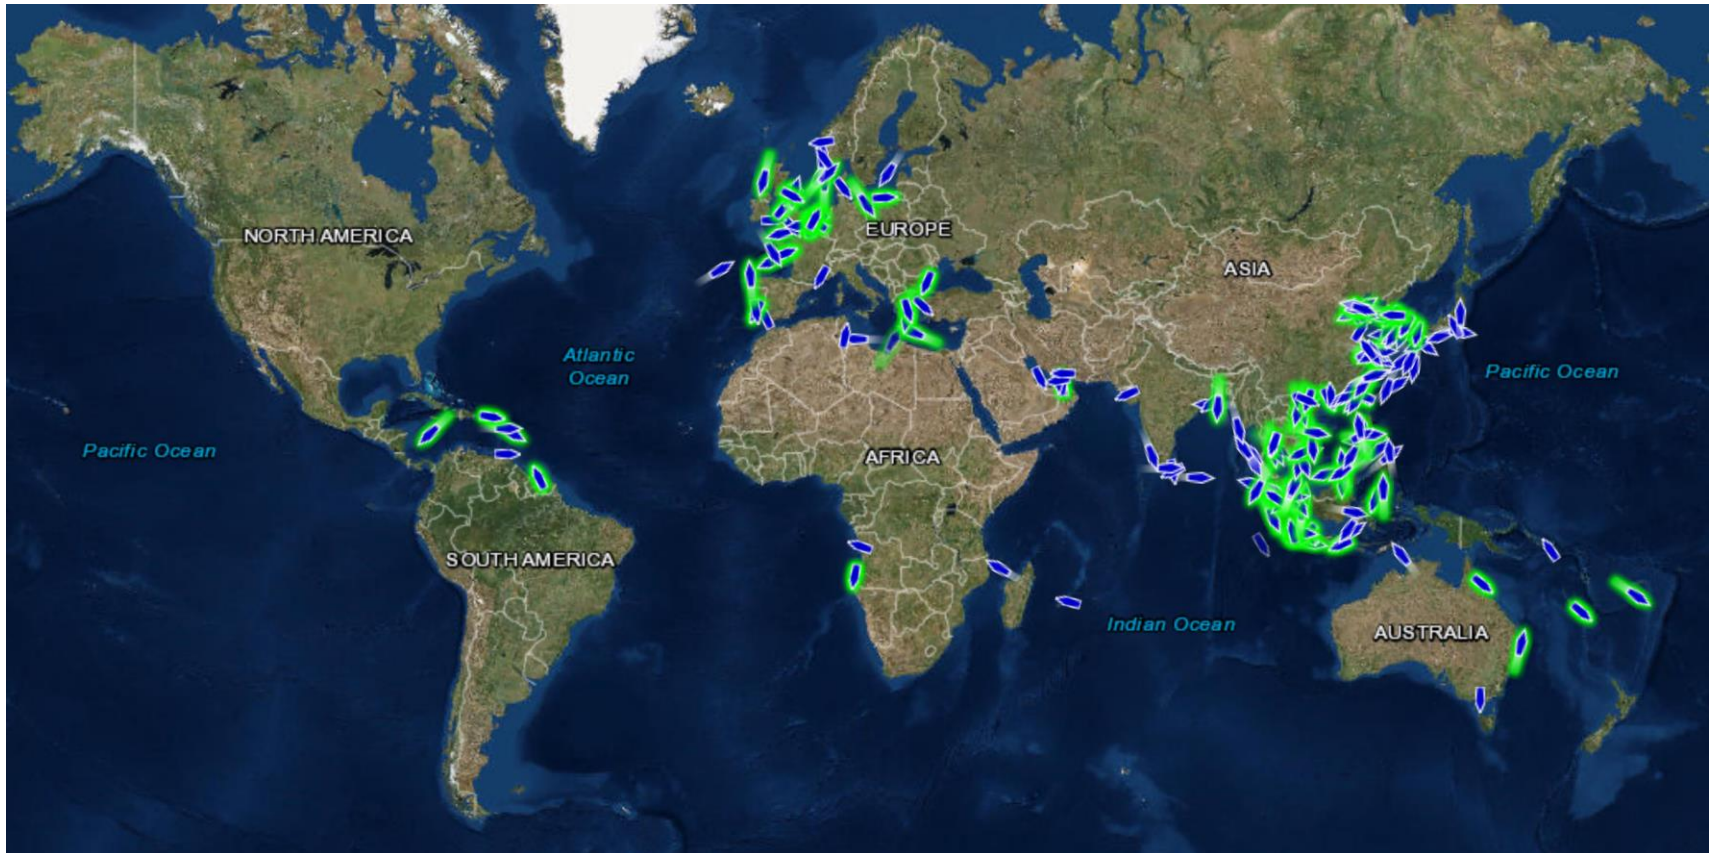 NORTH AMERICA
EUROPE
ASIA
Atlantic
Ocean
Pacific Ocean
Pacific Ocean
AFRICA
SOUTH AMERICA
Indian Ocean
AUSTRALIA